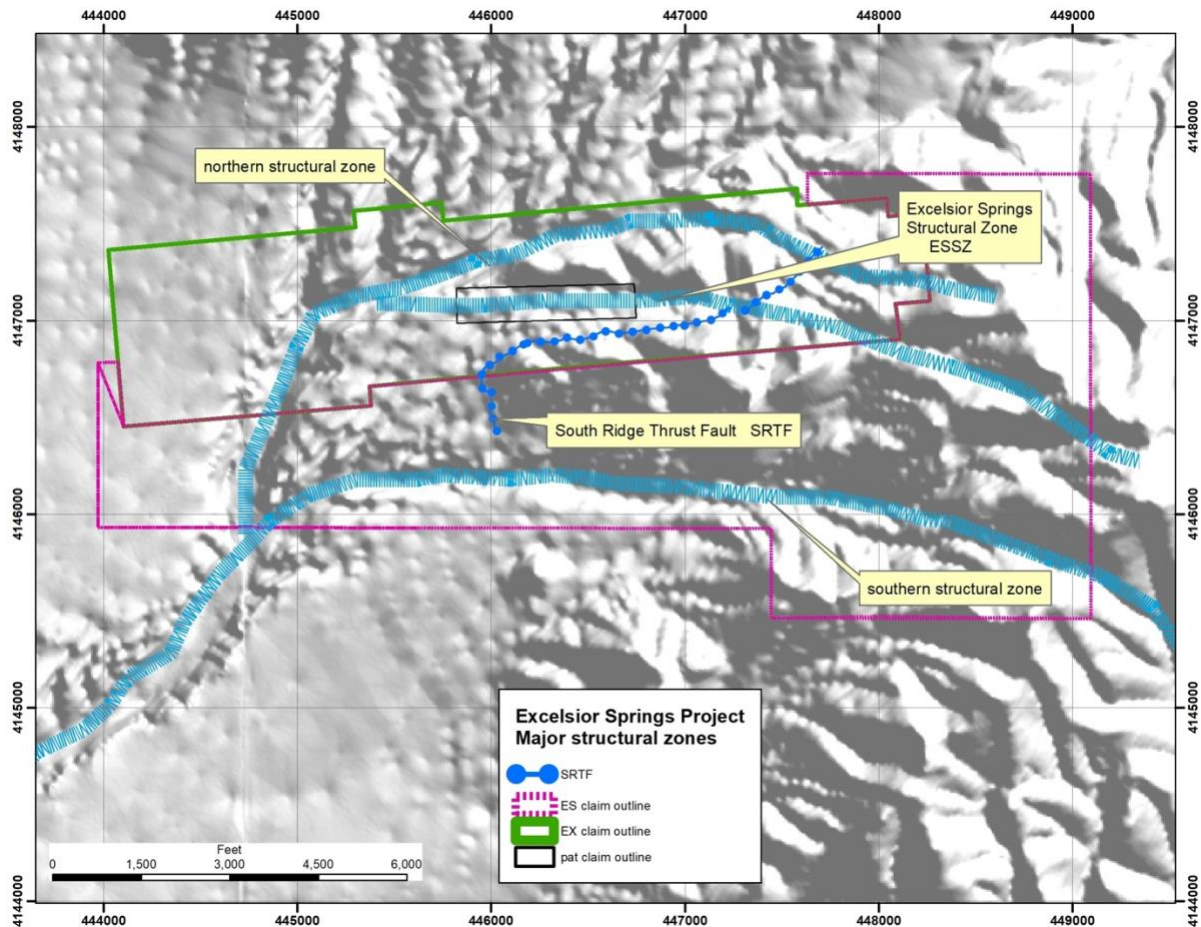 444000 445000 446000 447000 448000 449000
4148000 4148000
northern structural zone
Excelsior Springs
Structural Zone
ESSZ
4147000 4147000
South Ridge Thrust Fault SRTF
4146000 4146000
southern structural zone
4145000 4145000
Excelsior Springs Project
Major structural zones
SRTF
ES claim outline
EX claim outline
pat claim outline
Feet
0 1,500 3,000 4,500 6,000
4144000 4144000
444000 445000 446000 447000 448000 449000